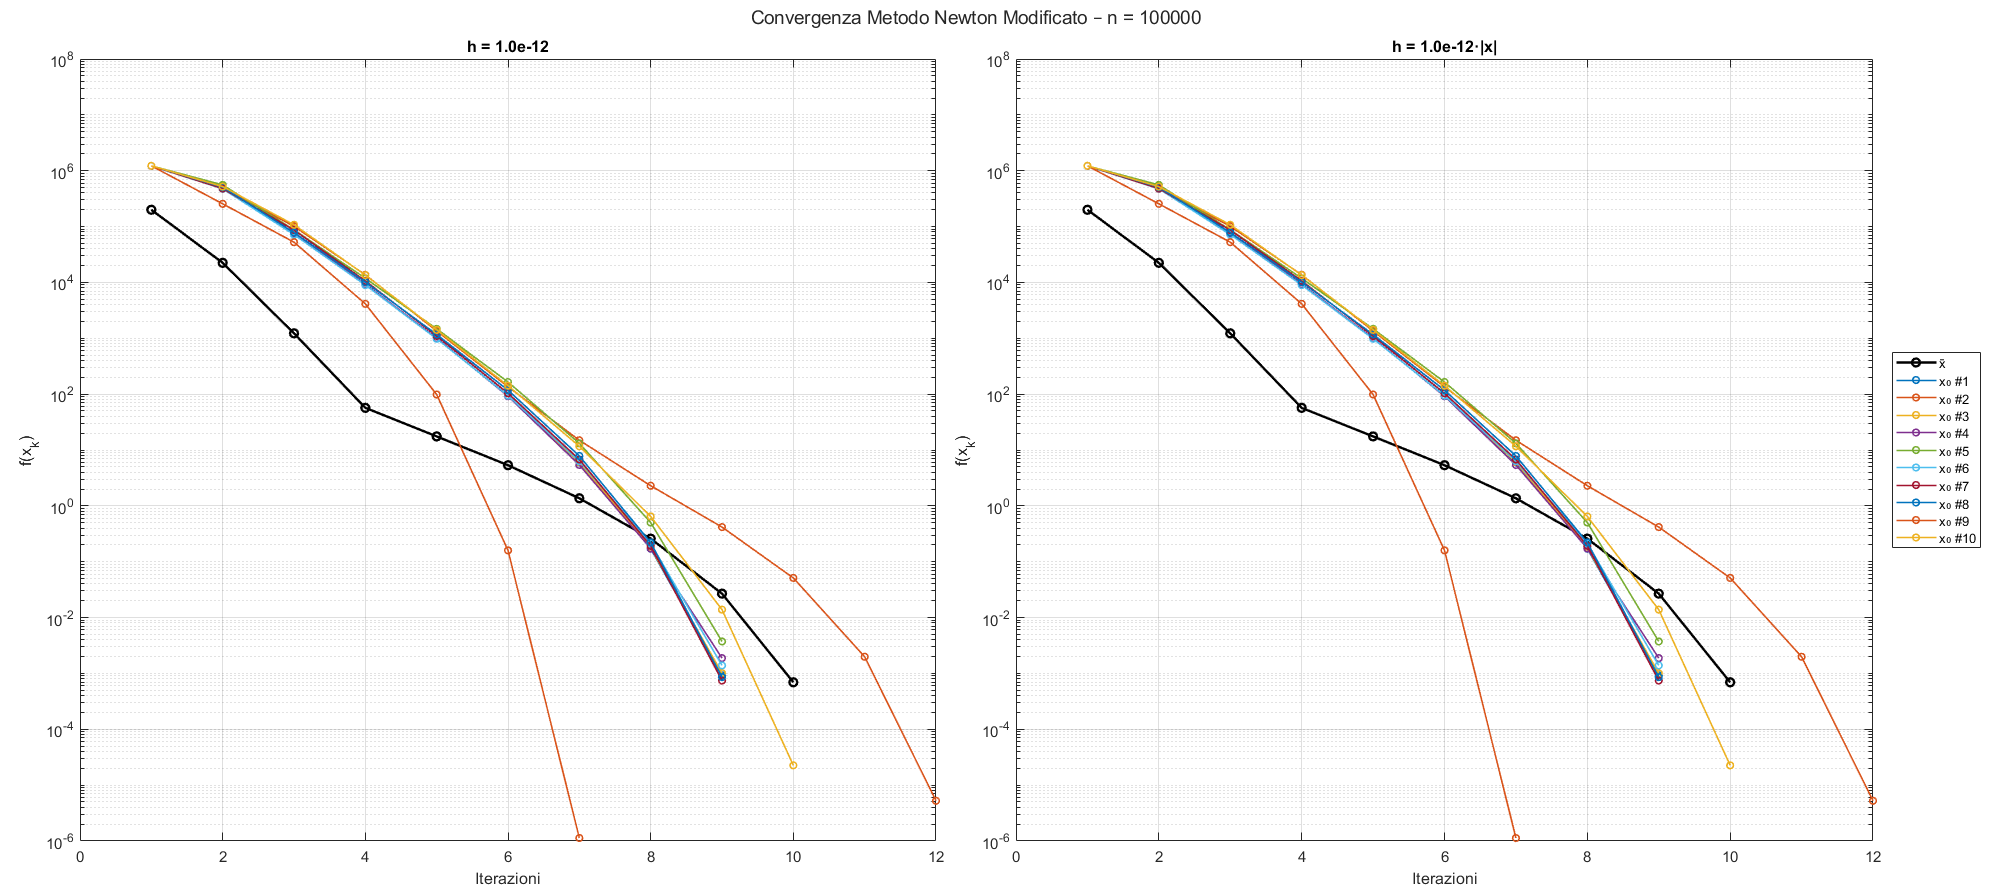 Convergenza Metodo Newton Modificato – n = 100000
h = 1.0e-12
10^8
10^6
10^4
10^2
10^0
10^-2
10^-4
10^-6
f(x_k)
0 2 4 6 8 10 12
Iterazioni
h = 1.0e-12·|x|
10^8
10^6
10^4
10^2
10^0
10^-2
10^-4
10^-6
f(x_k)
0 2 4 6 8 10 12
Iterazioni
x̄
x₀ #1
x₀ #2
x₀ #3
x₀ #4
x₀ #5
x₀ #6
x₀ #7
x₀ #8
x₀ #9
x₀ #10